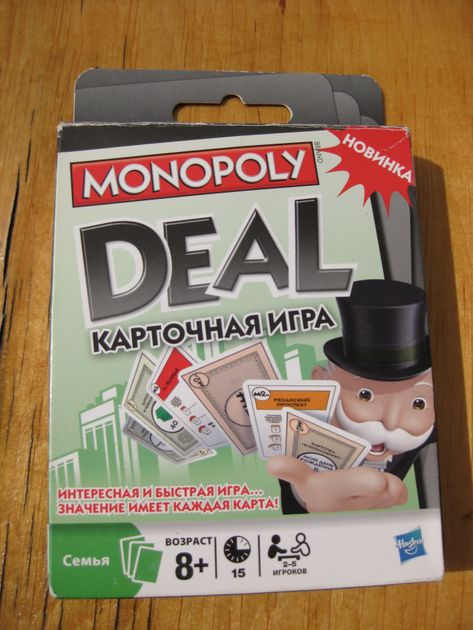 НОВИНКА
MONOPOLY
BRAND
DEAL
КАРТОЧНАЯ ИГРА
РЯЗАНСКИЙ
ПРОСПЕКТ
ИНТЕРЕСНАЯ И БЫСТРАЯ ИГРА...
ЗНАЧЕНИЕ ИМЕЕТ КАЖДАЯ КАРТА!
Семья
ВОЗРАСТ
8+
15
2-5
ИГРОКОВ
Hasbro